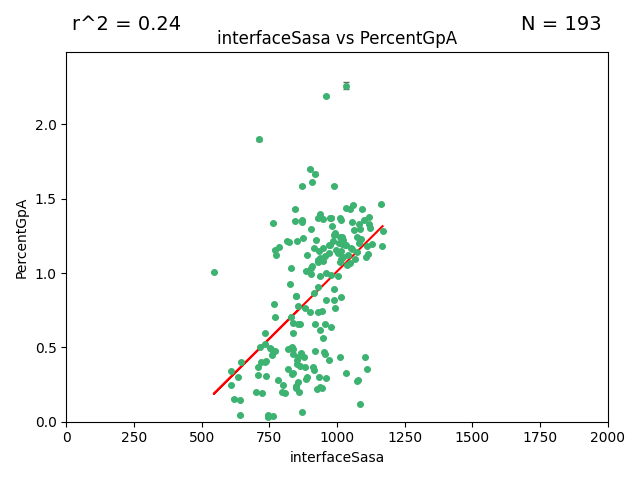 r^2 = 0.24
N = 193
interfaceSasa vs PercentGpA
PercentGpA
2.0
1.5
1.0
0.5
0.0
0 250 500 750 1000 1250 1500 1750 2000
interfaceSasa